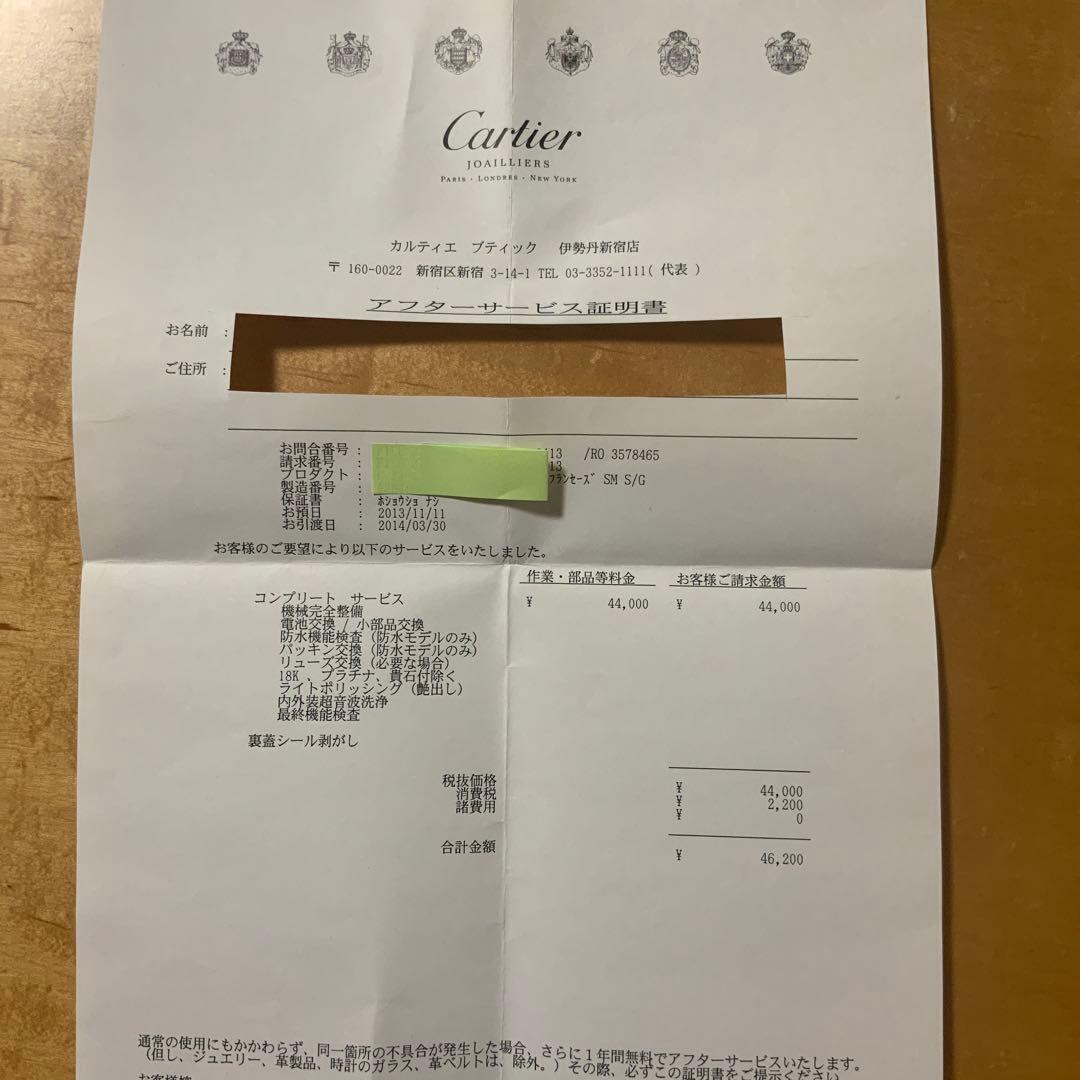 Cartier
JOAILLIERS
PARIS · LONDRES · NEW YORK
カルティエ ブティック 伊勢丹新宿店
〒 160-0022 新宿区新宿 3-14-1 TEL 03-3352-1111( 代表 )
アフターサービス証明書
お名前 :
ご住所 :
お問合番号 : 13 /RO 3578465
請求番号 : 13
プロダクト : フランセーズ SM S/G
製造番号 :
保証書 : ホショウショ ナシ
お預日 : 2013/11/11
お引渡日 : 2014/03/30
お客様のご要望により以下のサービスをいたしました。
作業・部品等料金 お客様ご請求金額
コンプリート サービス ¥ 44,000 ¥ 44,000
機械完全整備
電池交換 / 小部品交換
防水機能検査 (防水モデルのみ)
パッキン交換 (防水モデルのみ)
リューズ交換 (必要な場合)
18K 、プラチナ、貴石付除く
ライトポリッシング (艶出し)
内外装超音波洗浄
最終機能検査
裏蓋シール剥がし
税抜価格 ¥ 44,000
消費税 ¥ 2,200
諸費用 ¥ 0
合計金額 ¥ 46,200
通常の使用にもかかわらず、同一箇所の不具合が発生した場合、さらに１年間無料でアフターサービスいたします。
(但し、ジュエリー、革製品、時計のガラス、革ベルトは、除外。) その際、必ずこの証明書をご提示ください
お客様